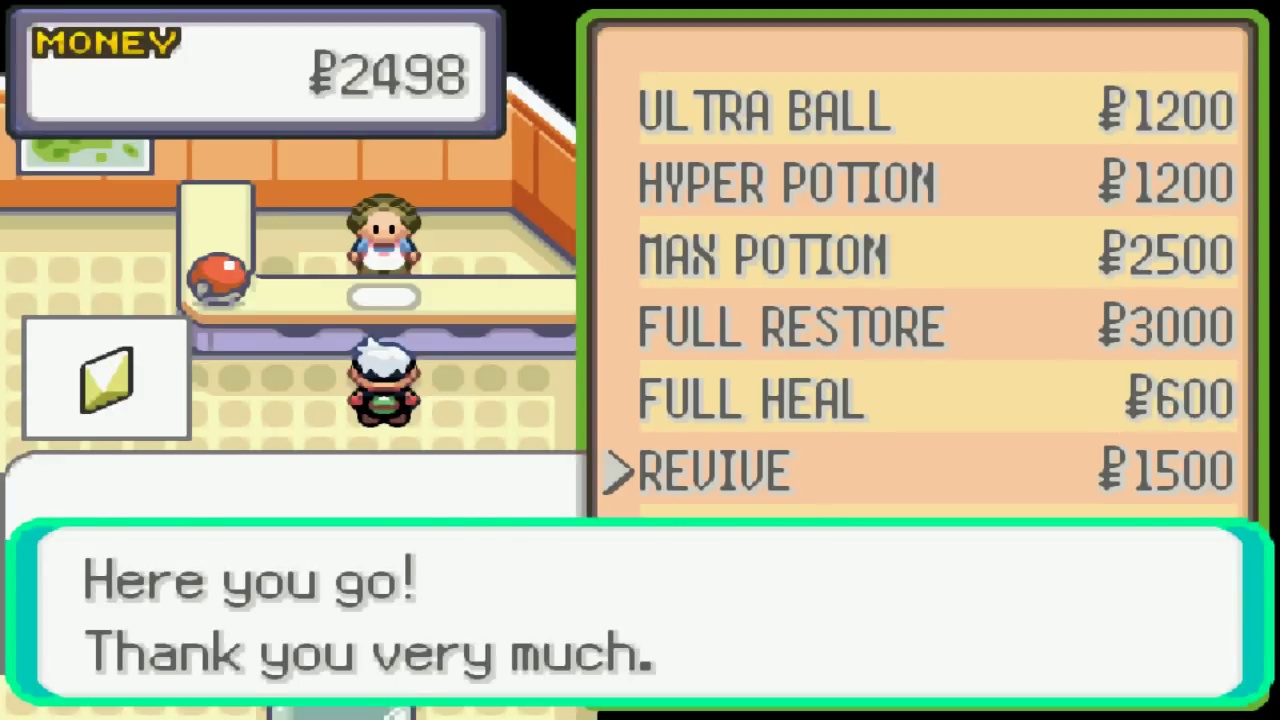 MONEY
₽2498
ULTRA BALL ₽1200
HYPER POTION ₽1200
MAX POTION ₽2500
FULL RESTORE ₽3000
FULL HEAL ₽600
REVIVE ₽1500
Here you go!
Thank you very much.